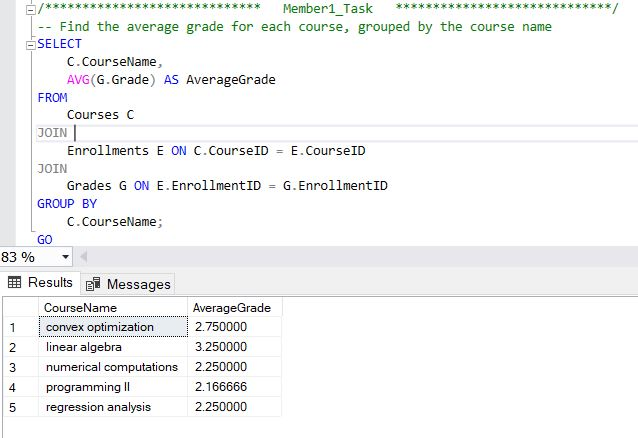 /***************************** Member1_Task *****************************/
-- Find the average grade for each course, grouped by the course name
SELECT
C.CourseName,
AVG(G.Grade) AS AverageGrade
FROM
Courses C
JOIN
Enrollments E ON C.CourseID = E.CourseID
JOIN
Grades G ON E.EnrollmentID = G.EnrollmentID
GROUP BY
C.CourseName;
GO
83 %
Results Messages
CourseName AverageGrade
1 convex optimization 2.750000
2 linear algebra 3.250000
3 numerical computations 2.250000
4 programming II 2.166666
5 regression analysis 2.250000